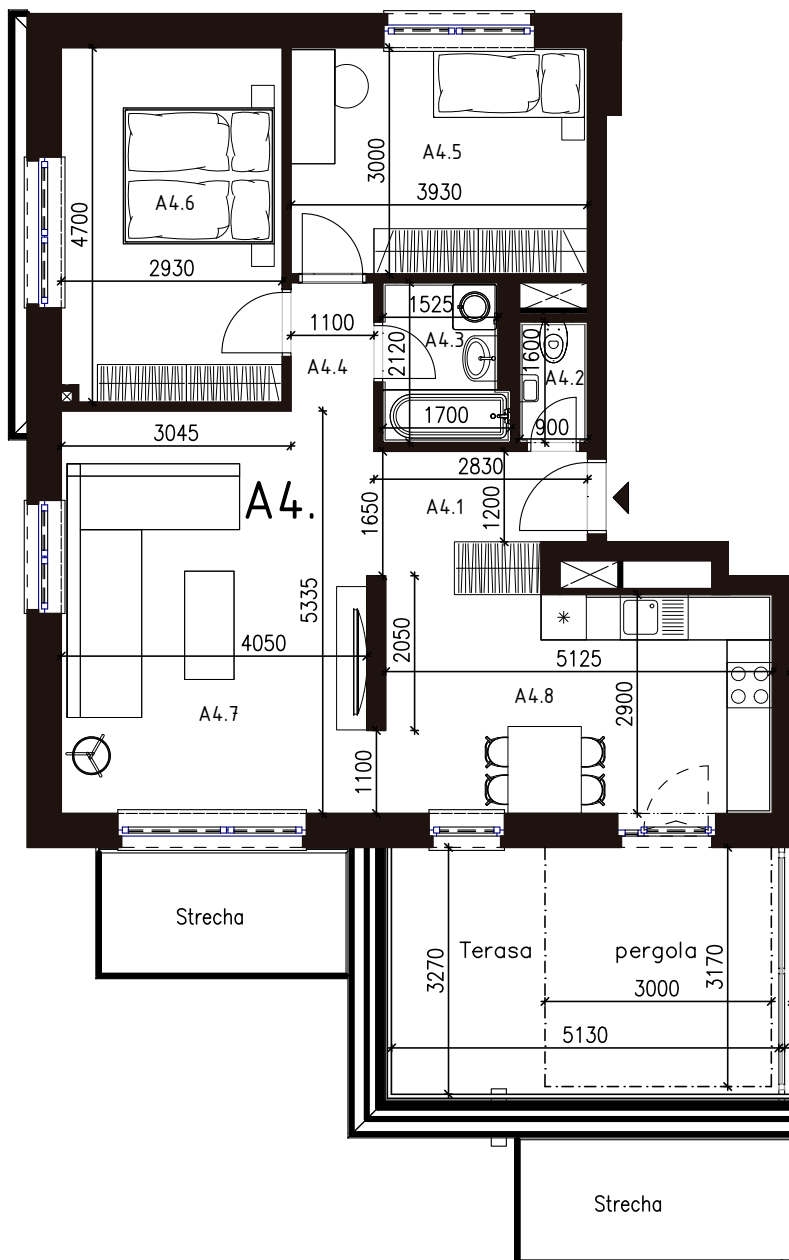 A4.5
3000
3930
A4.6
4700
2930
1525
A4.3
2120
1100
A4.4
1600
A4.2
1700
900
3045
2830
A4.
A4.1
1650
1200
5335
4050
2050
5125
A4.8
2900
A4.7
1100
Strecha
Terasa
pergola
3270
3170
3000
5130
Strecha